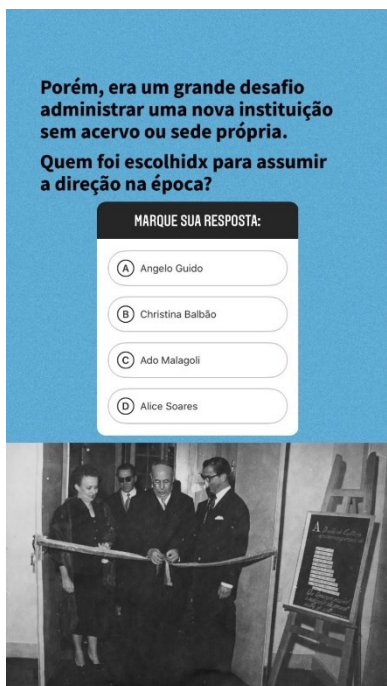 Porém, era um grande desafio
administrar uma nova instituição
sem acervo ou sede própria.
Quem foi escolhidx para assumir
a direção na época?
MARQUE SUA RESPOSTA:
A Angelo Guido
B Christina Balbão
C Ado Malagoli
D Alice Soares